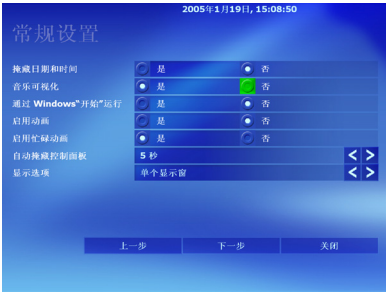 2005年1月19日, 15:08:50
常规设置
掩藏日期和时间 是 否
音乐可视化 是 否
通过 Windows“开始”运行 是 否
启用动画 是 否
启用忙碌动画 是 否
自动掩藏控制面板 5 秒 < >
显示选项 单个显示窗 < >
上一步 下一步 关闭